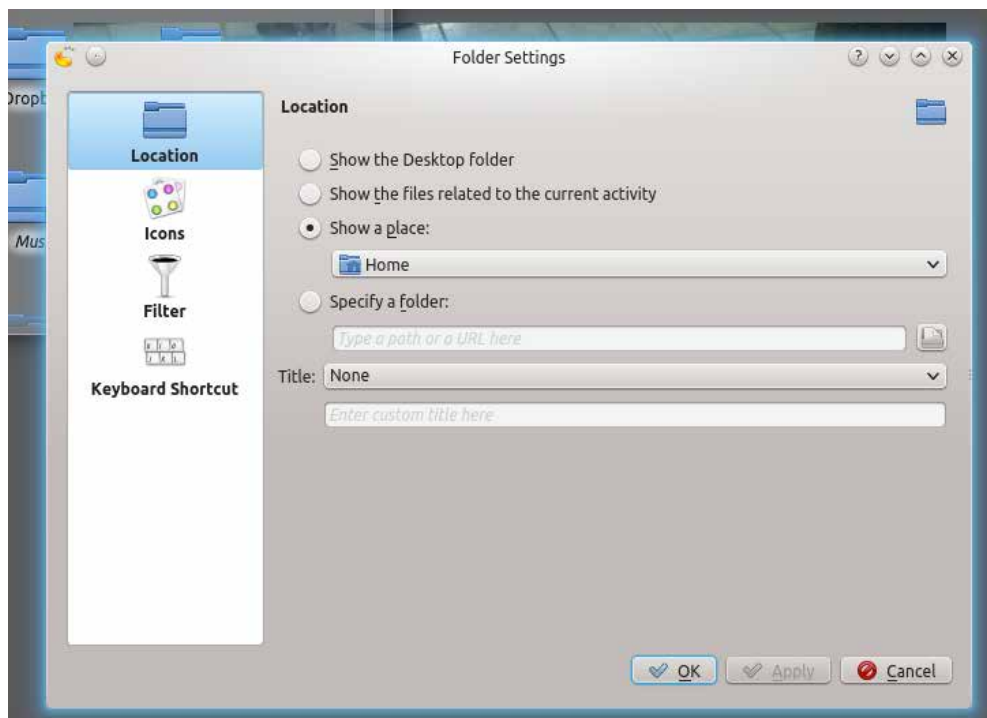 Folder Settings
Dropb
Mus
Location
Icons
Filter
Keyboard Shortcut
Location
Show the Desktop folder
Show the files related to the current activity
Show a place:
Home
Specify a folder:
Type a path or a URL here
Title: None
Enter custom title here
OK Apply Cancel